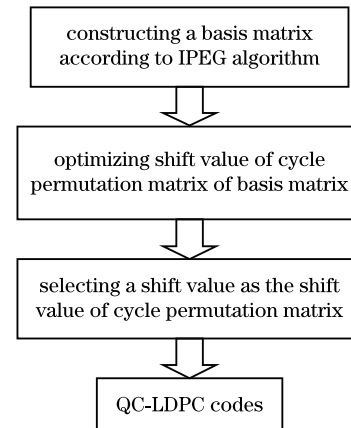 constructing a basis matrix
according to IPEG algorithm
optimizing shift value of cycle
permutation matrix of basis matrix
selecting a shift value as the shift
value of cycle permutation matrix
QC-LDPC codes